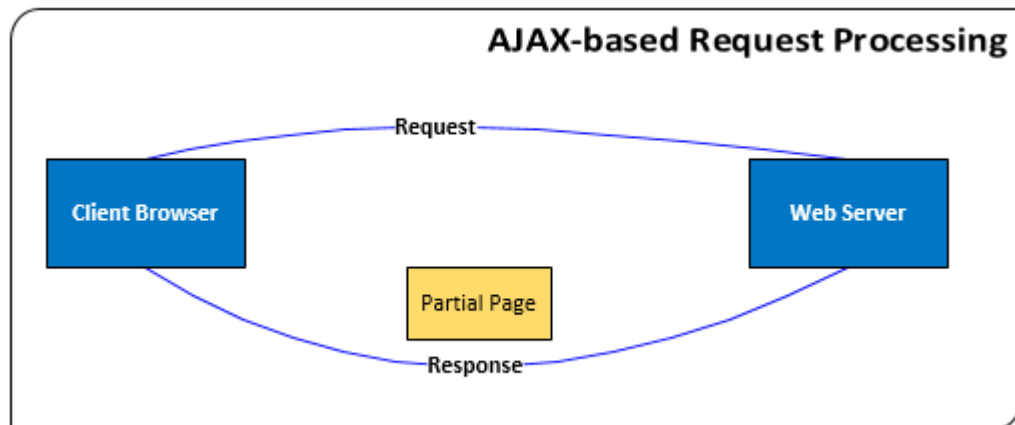 AJAX-based Request Processing
Request
Client Browser
Web Server
Partial Page
Response